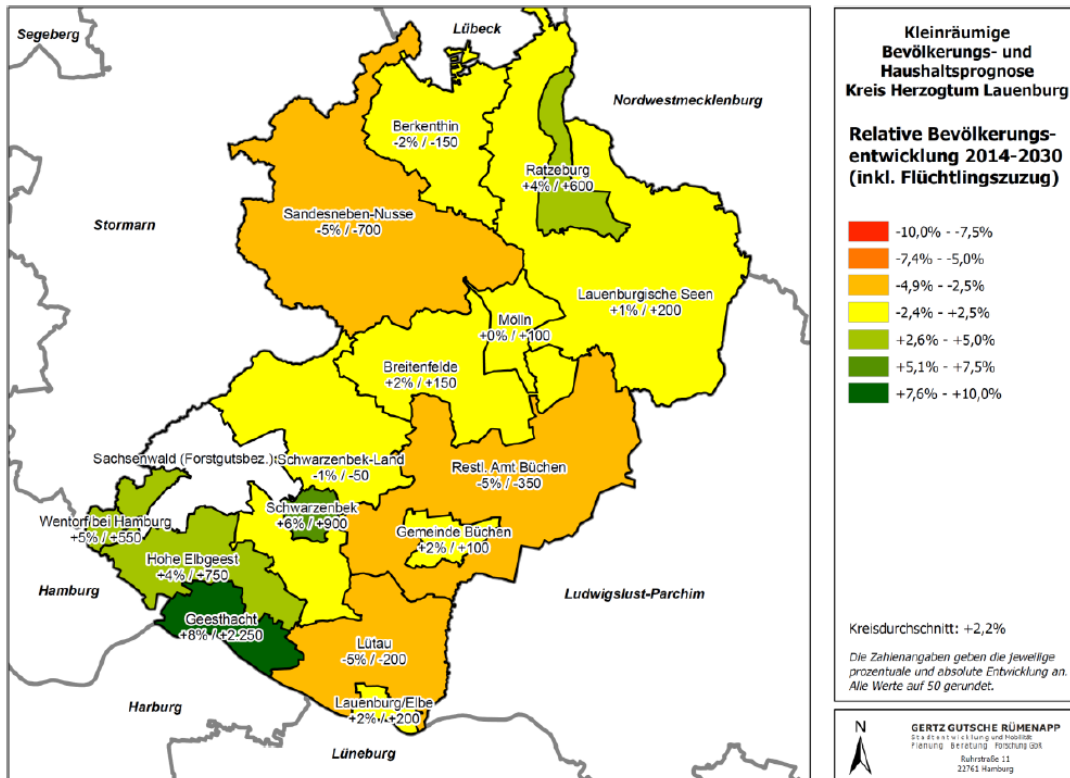 Segeberg
Lübeck
Nordwestmecklenburg
Berkenthin
-2% / -150
Ratzeburg
+4% / +600
Sandesneben-Nusse
-5% / -700
Stormarn
Lauenburgische Seen
+1% / +200
Mölln
+0% / +100
Breitenfelde
+2% / +150
Sachsenwald (Forstgutsbez.)
Schwarzenbek-Land
-1% / -50
Restl. Amt Büchen
-5% / -350
Schwarzenbek
+6% / +900
Wentorf bei Hamburg
+5% / +550
Gemeinde Büchen
+2% / +100
Hohe Elbgeest
+4% / +750
Hamburg
Ludwigslust-Parchim
Geesthacht
+8% / +2.250
Lütau
-5% / -200
Lauenburg/Elbe
+2% / +200
Harburg
Lüneburg
Kleinräumige
Bevölkerungs- und
Haushaltsprognose
Kreis Herzogtum Lauenburg
Relative Bevölkerungs-
entwicklung 2014-2030
(inkl. Flüchtlingszuzug)
-10,0% - -7,5%
-7,4% - -5,0%
-4,9% - -2,5%
-2,4% - +2,5%
+2,6% - +5,0%
+5,1% - +7,5%
+7,6% - +10,0%
Kreisdurchschnitt: +2,2%
Die Zahlenangaben geben die jeweilige
prozentuale und absolute Entwicklung an.
Alle Werte auf 50 gerundet.
N
GERTZ GUTSCHE RÜMENAPP
Stadtentwicklung und Mobilität
Planung Beratung Forschung GbR
Ruhrstraße 11
22761 Hamburg